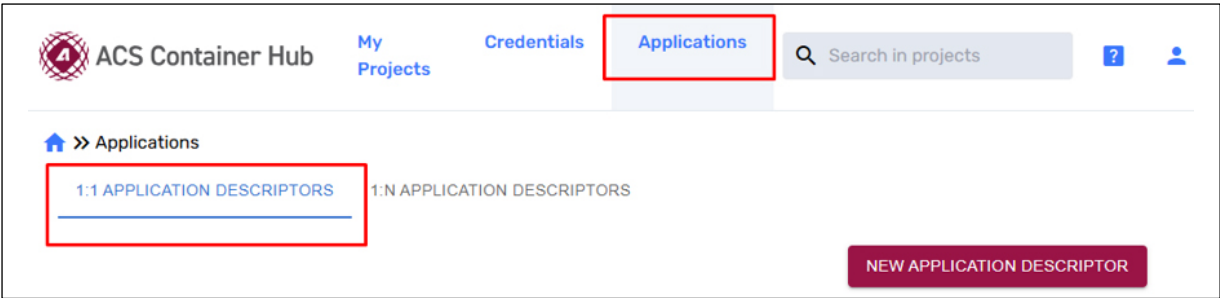 4 ACS Container Hub
My Projects
Credentials
Applications
Search in projects
?
>> Applications
1:1 APPLICATION DESCRIPTORS
1:N APPLICATION DESCRIPTORS
NEW APPLICATION DESCRIPTOR